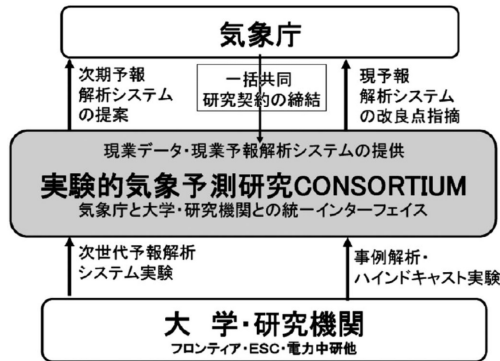 気象庁
次期予報
解析システム
の提案
一括共同
研究契約の締結
現予報
解析システム
の改良点指摘
現業データ・現業予報解析システムの提供
実験的気象予測研究CONSORTIUM
気象庁と大学・研究機関との統一インターフェイス
次世代予報解析
システム実験
事例解析・
ハインドキャスト実験
大 学・研究機関
フロンティア・ESC・電力中研他